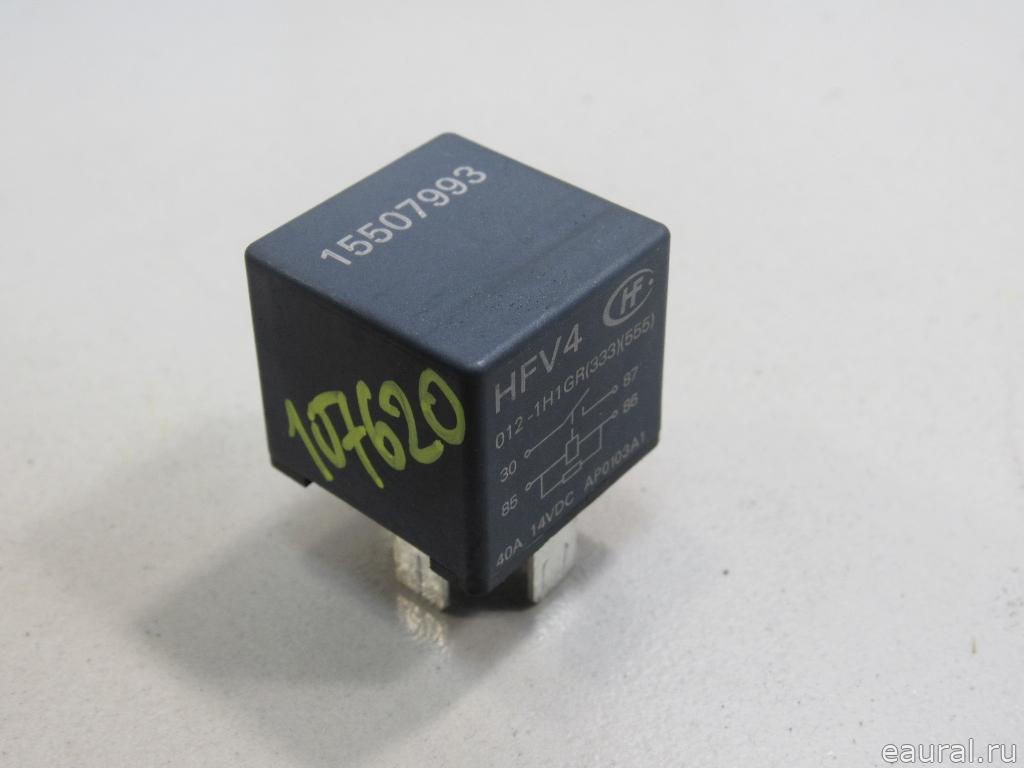 15507993
HF
HFV4
012-1H1GR(333)(555)
87
86
30
85
40A 14VDC AP0103A1
107620
eaural.ru